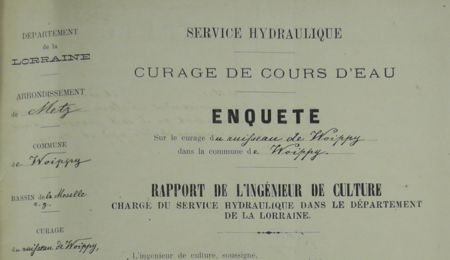 DÉPARTEMENT
de la
LORRAINE
ARRONDISSEMENT
de Metz
COMMUNE
de Woippy
BASSIN de la Moselle
r. g.
CURAGE
du ruisseau de Woippy,
SERVICE HYDRAULIQUE
CURAGE DE COURS D'EAU
ENQUETE
Sur le curage du ruisseau de Woippy
dans la commune de Woippy.
RAPPORT DE L'INGÉNIEUR DE CULTURE
CHARGÉ DU SERVICE HYDRAULIQUE DANS LE DÉPARTEMENT
DE LA LORRAINE.
L'ingenieur de culture, soussigne,